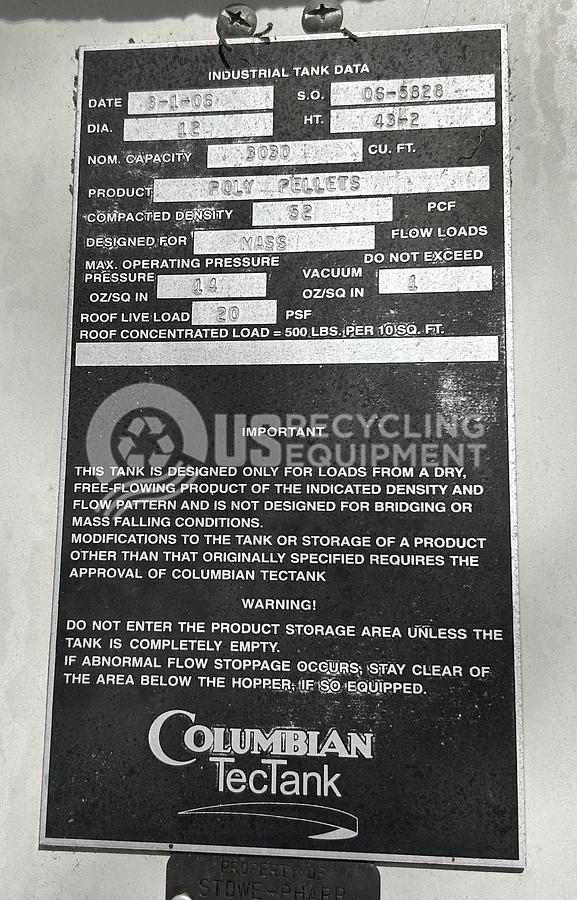 INDUSTRIAL TANK DATA
DATE 8-1-06 S.O. 06-5828
DIA. 12 HT. 43-2
NOM. CAPACITY 3030 CU. FT.
PRODUCT POLY PELLETS
COMPACTED DENSITY 52 PCF
DESIGNED FOR MASS FLOW LOADS
MAX. OPERATING PRESSURE DO NOT EXCEED
PRESSURE 14 VACUUM 1
OZ/SQ IN OZ/SQ IN
ROOF LIVE LOAD 20 PSF
ROOF CONCENTRATED LOAD = 500 LBS. PER 10 SQ. FT.
US RECYCLING
EQUIPMENT
IMPORTANT
THIS TANK IS DESIGNED ONLY FOR LOADS FROM A DRY,
FREE-FLOWING PRODUCT OF THE INDICATED DENSITY AND
FLOW PATTERN AND IS NOT DESIGNED FOR BRIDGING OR
MASS FALLING CONDITIONS.
MODIFICATIONS TO THE TANK OR STORAGE OF A PRODUCT
OTHER THAN THAT ORIGINALLY SPECIFIED REQUIRES THE
APPROVAL OF COLUMBIAN TECTANK
WARNING!
DO NOT ENTER THE PRODUCT STORAGE AREA UNLESS THE
TANK IS COMPLETELY EMPTY.
IF ABNORMAL FLOW STOPPAGE OCCURS, STAY CLEAR OF
THE AREA BELOW THE HOPPER, IF SO EQUIPPED.
COLUMBIAN
TecTank
PROPERTY OF
STOWE-PHARR